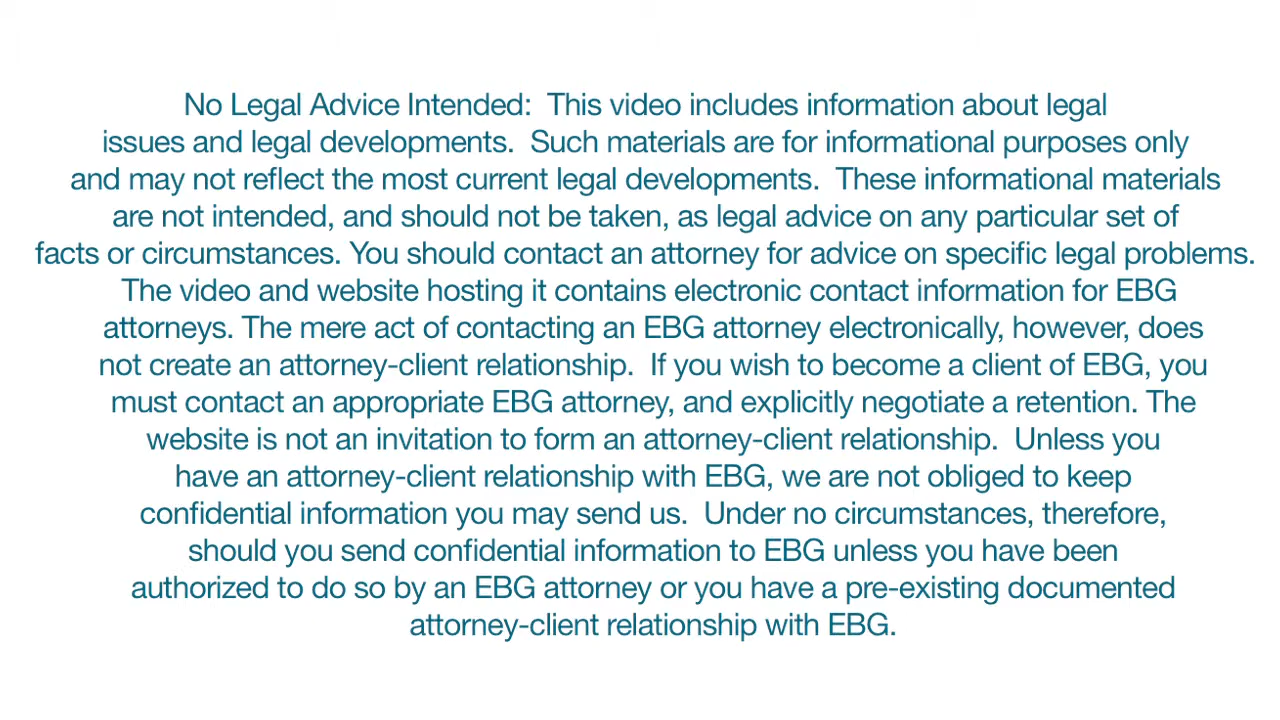 No Legal Advice Intended:  This video includes information about legal
issues and legal developments.  Such materials are for informational purposes only
and may not reflect the most current legal developments.  These informational materials
are not intended, and should not be taken, as legal advice on any particular set of
facts or circumstances. You should contact an attorney for advice on specific legal problems.
The video and website hosting it contains electronic contact information for EBG
attorneys. The mere act of contacting an EBG attorney electronically, however, does
not create an attorney-client relationship.  If you wish to become a client of EBG, you
must contact an appropriate EBG attorney, and explicitly negotiate a retention. The
website is not an invitation to form an attorney-client relationship.  Unless you
have an attorney-client relationship with EBG, we are not obliged to keep
confidential information you may send us.  Under no circumstances, therefore,
should you send confidential information to EBG unless you have been
authorized to do so by an EBG attorney or you have a pre-existing documented
attorney-client relationship with EBG.